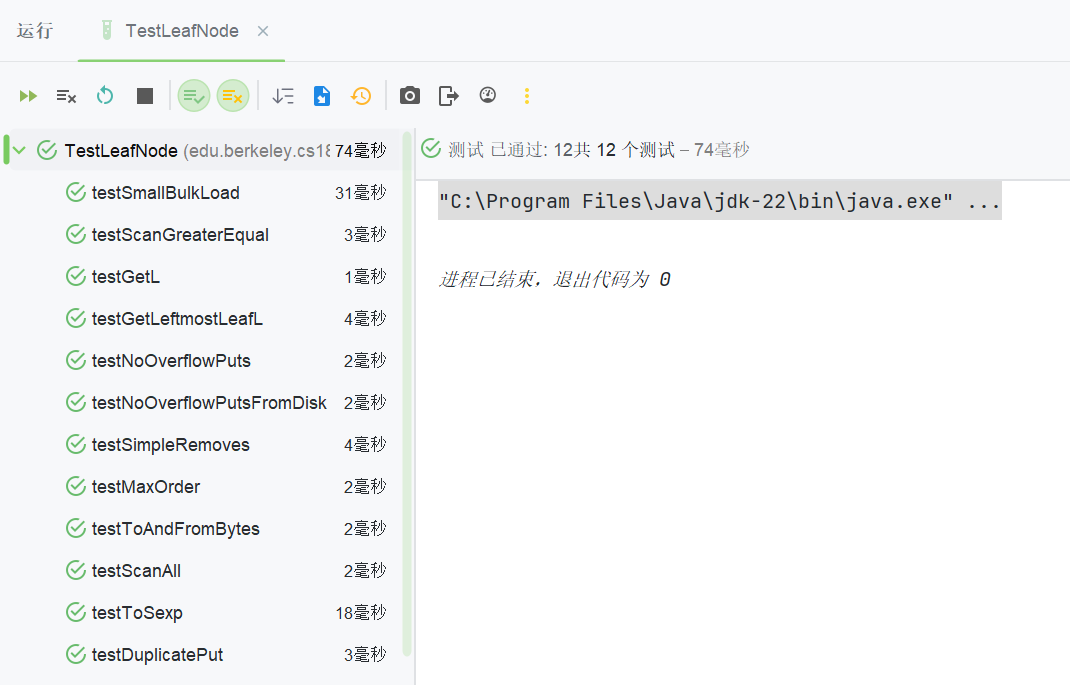 运行 TestLeafNode
TestLeafNode (edu.berkeley.cs18 74毫秒
testSmallBulkLoad 31毫秒
testScanGreaterEqual 3毫秒
testGetL 1毫秒
testGetLeftmostLeafL 4毫秒
testNoOverflowPuts 2毫秒
testNoOverflowPutsFromDisk 2毫秒
testSimpleRemoves 4毫秒
testMaxOrder 2毫秒
testToAndFromBytes 2毫秒
testScanAll 2毫秒
testToSexp 18毫秒
testDuplicatePut 3毫秒
测试 已通过: 12共 12 个测试 – 74毫秒
"C:\Program Files\Java\jdk-22\bin\java.exe" ...
进程已结束，退出代码为 0